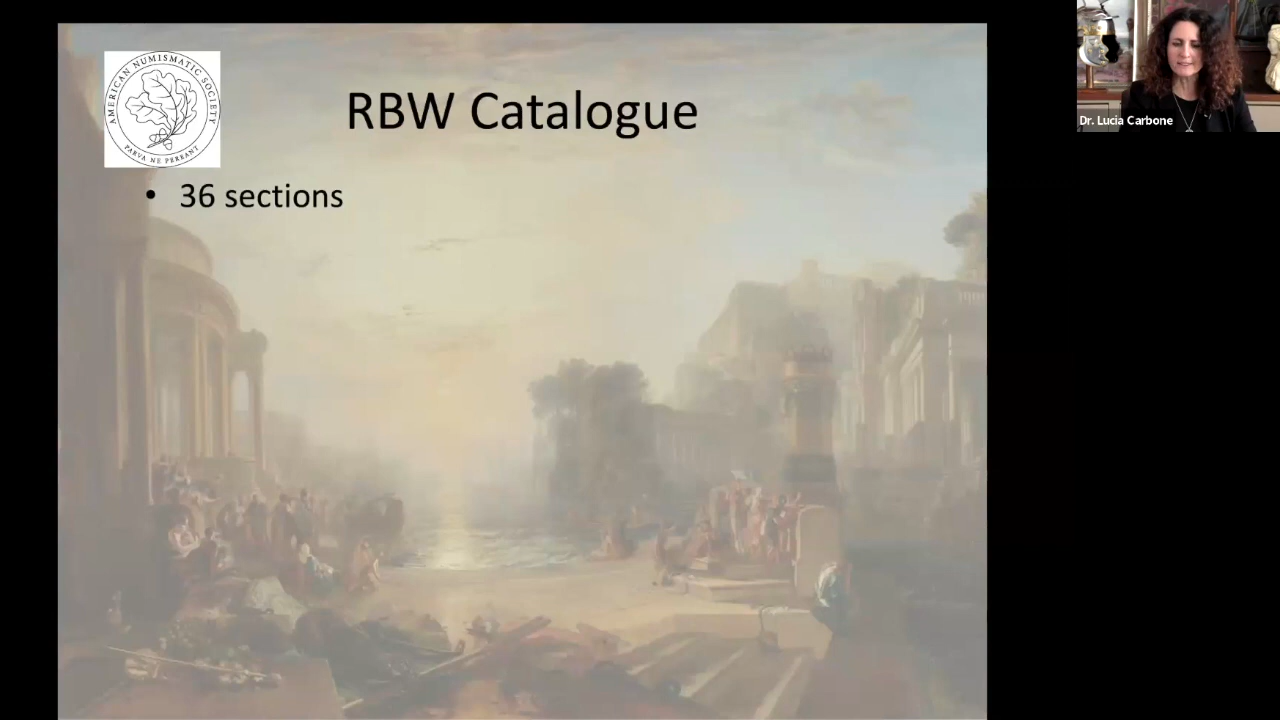 AMERICAN NUMISMATIC SOCIETY
PARVA NE PEREANT
RBW Catalogue
• 36 sections
Dr. Lucia Carbone